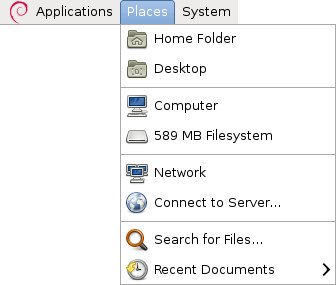 Applications Places System
Home Folder
Desktop
Computer
589 MB Filesystem
Network
Connect to Server...
Search for Files...
Recent Documents